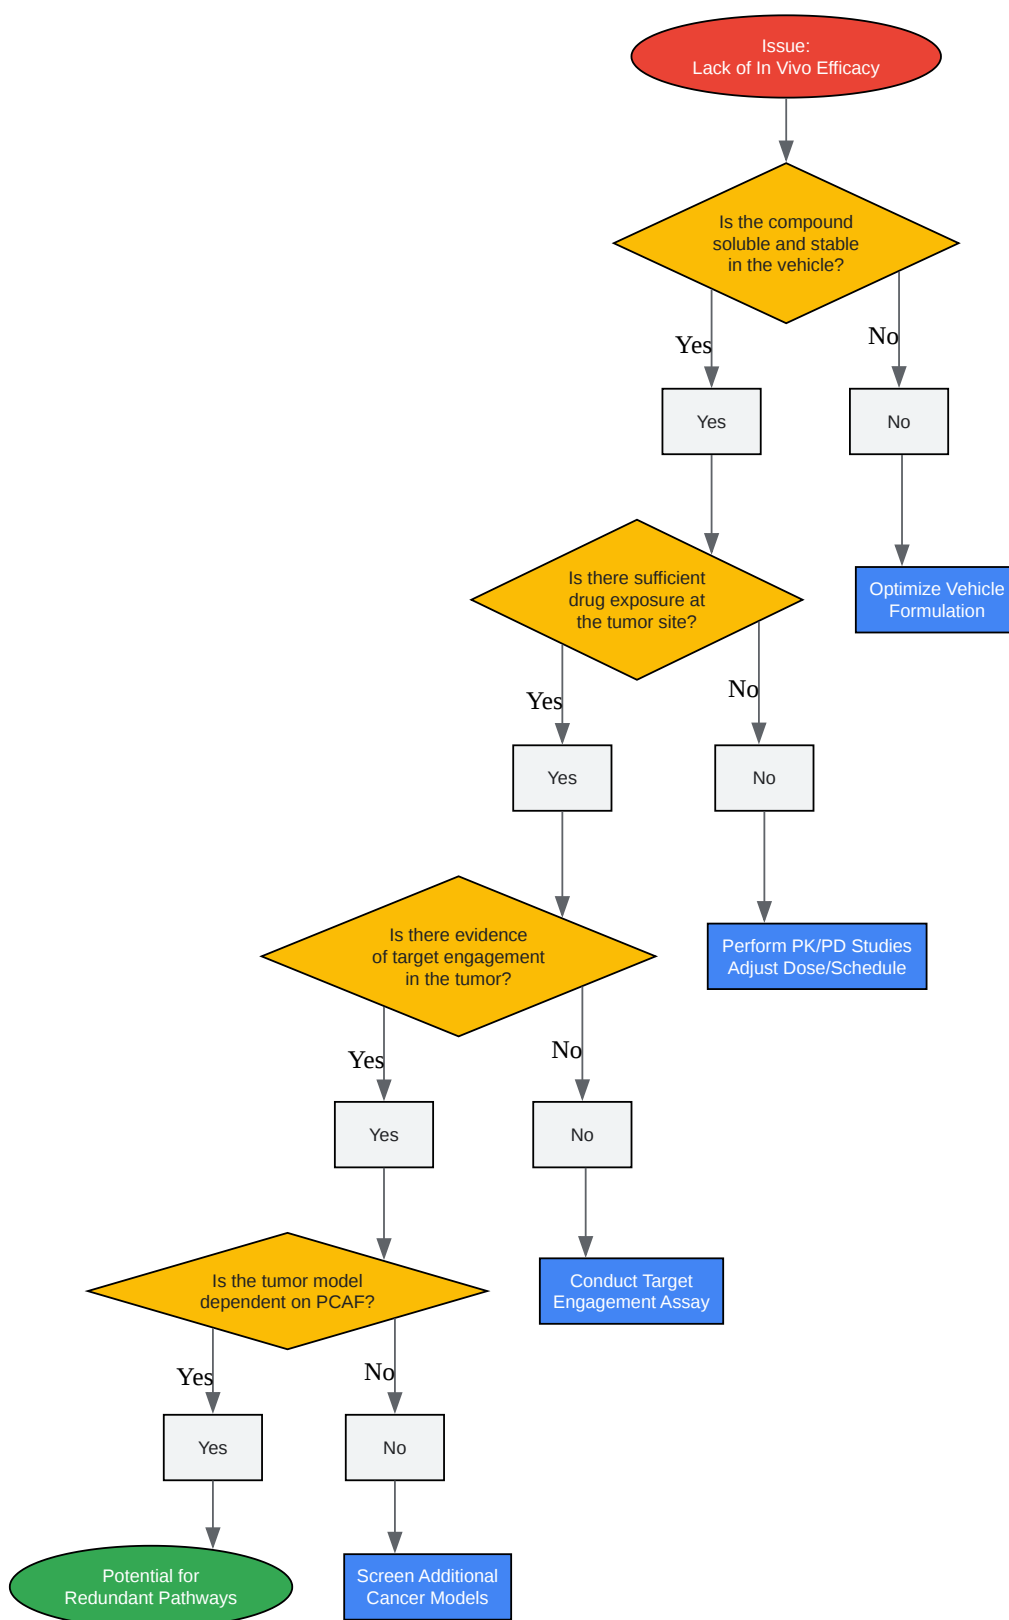 Issue:
Lack of In Vivo Efficacy
Is the compound
soluble and stable
in the vehicle?
Yes
No
Yes
No
Is there sufficient
drug exposure at
the tumor site?
Optimize Vehicle
Formulation
Yes
No
Yes
No
Is there evidence
of target engagement
in the tumor?
Perform PK/PD Studies
Adjust Dose/Schedule
Yes
No
Yes
No
Is the tumor model
dependent on PCAF?
Conduct Target
Engagement Assay
Yes
No
Yes
No
Potential for
Redundant Pathways
Screen Additional
Cancer Models